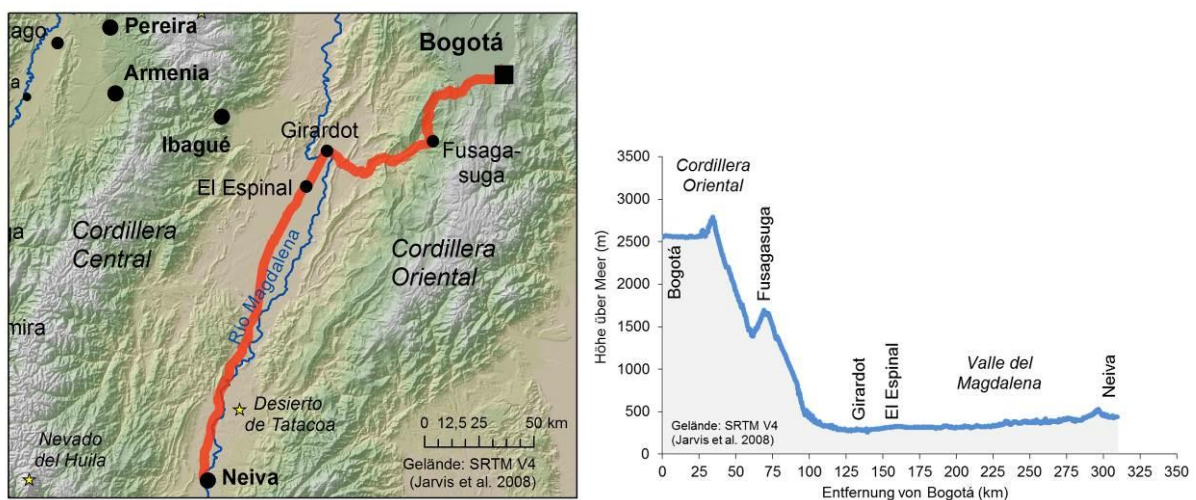 ago
Pereira
Armenia
a
Ibagué
Bogotá
Girardot
Fusaga-
suga
El Espinal
Cordillera
Central
Cordillera
Oriental
Río Magdalena
a
mira
Desierto
de Tatacoa
Nevado
del Huila
Neiva
0 12,5 25 50 km
Gelände: SRTM V4
(Jarvis et al. 2008)
Höhe über Meer (m)
3500
3000
2500
2000
1500
1000
500
0
Cordillera
Oriental
Bogotá
Fusagasuga
Girardot
El Espinal
Valle del
Magdalena
Neiva
Gelände: SRTM V4
(Jarvis et al. 2008)
0 25 50 75 100 125 150 175 200 225 250 275 300 325
Entfernung von Bogotá (km)